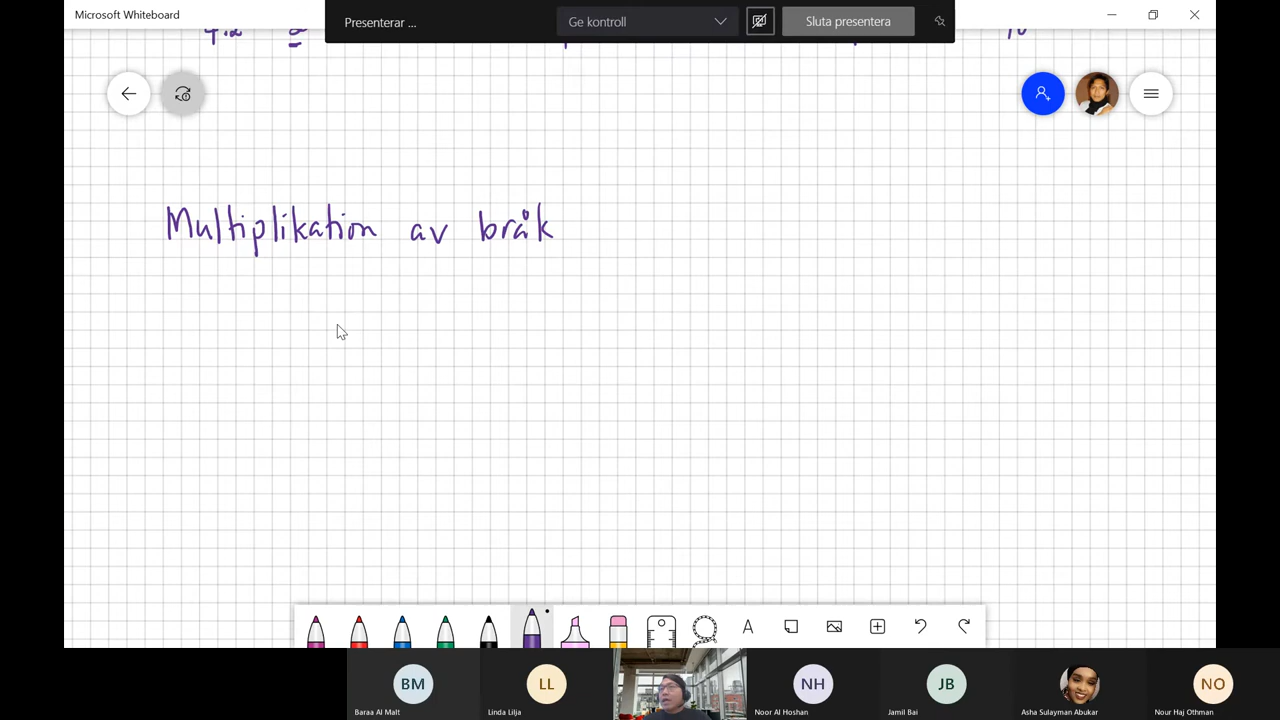 Microsoft Whiteboard
Presenterar ...
Ge kontroll
Sluta presentera
Multiplikation av bråk
A
BM
LL
NH
JB
NO
Baraa Al Malt
Linda Lilja
Noor Al Hoshan
Jamil Bai
Asha Sulayman Abukar
Nour Haj Othman